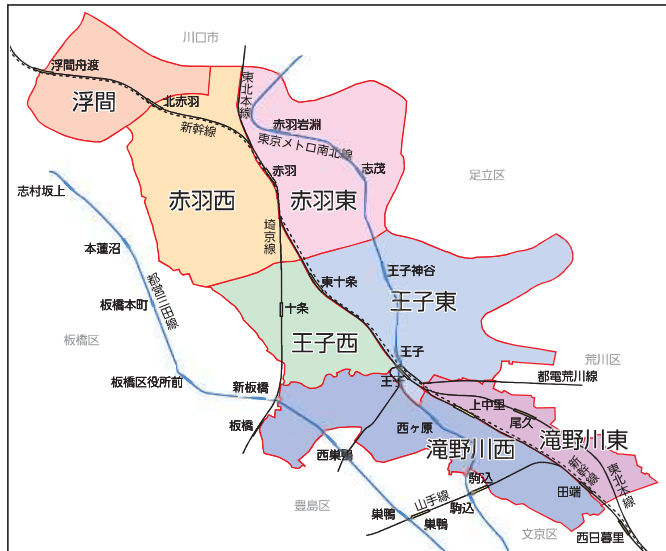 川口市
浮間舟渡
浮間
北赤羽
新幹線
東北本線
赤羽岩淵
東京メトロ南北線
赤羽
志茂
足立区
志村坂上
赤羽西
赤羽東
埼京線
本蓮沼
都営三田線
王子神谷
東十条
板橋本町
十条
王子東
王子西
板橋区
王子
荒川区
板橋区役所前
新板橋
王子
都電荒川線
上中里
板橋
西ヶ原
尾久
滝野川東
滝野川西
西巣鴨
新幹線
東北本線
駒込
田端
山手線
豊島区
巣鴨
巣鴨
駒込
文京区
西日暮里